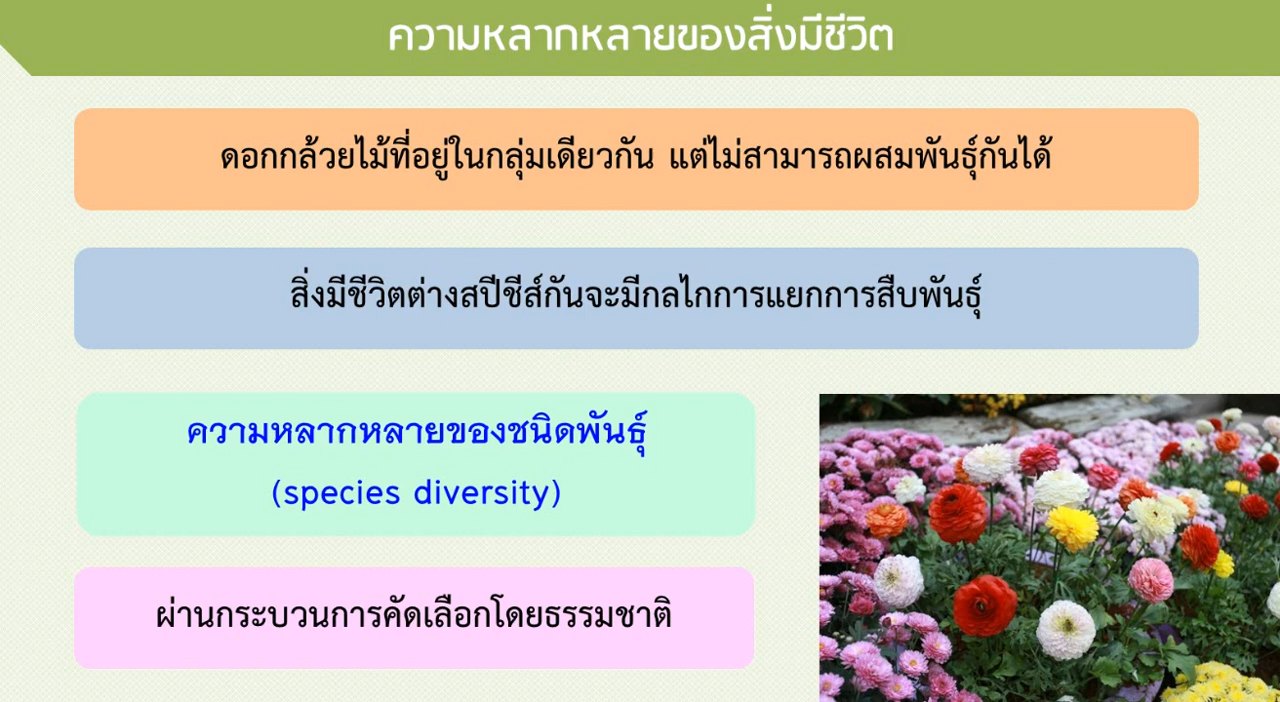 ความหลากหลายของสิ่งมีชีวิต
ดอกกล้วยไม้ที่อยู่ในกลุ่มเดียวกัน แต่ไม่สามารถผสมพันธุ์กันได้
สิ่งมีชีวิตต่างสปีชีส์กันจะมีกลไกการแยกการสืบพันธุ์
ความหลากหลายของชนิดพันธุ์
(species diversity)
ผ่านกระบวนการคัดเลือกโดยธรรมชาติ